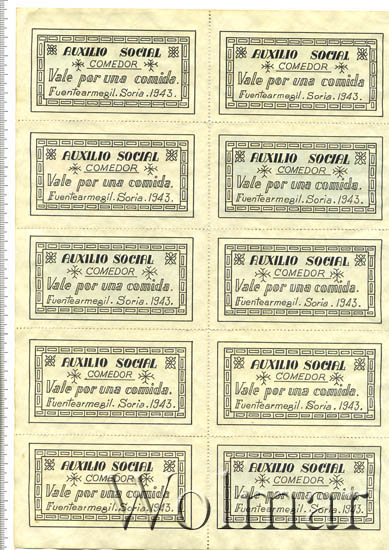 AUXILIO SOCIAL
COMEDOR
Vale por una comida.
Fuentearmegil. Soria. 1943.
AUXILIO SOCIAL
COMEDOR
Vale por una comida
Fuentearmegil. Soria. 1943.
AUXILIO SOCIAL
COMEDOR
Vale por una comida.
Fuentearmegil. Soria. 1943.
AUXILIO SOCIAL
COMEDOR
Vale por una comida.
Fuentearmegil. Soria. 1943.
AUXILIO SOCIAL
COMEDOR
Vale por una comida.
Fuentearmegil. Soria. 1943.
AUXILIO SOCIAL
COMEDOR
Vale por una comida.
Fuentearmegil. Soria. 1943.
AUXILIO SOCIAL
COMEDOR
Vale por una comida.
Fuentearmegil. Soria. 1943.
AUXILIO SOCIAL
COMEDOR
Vale por una comida.
Fuentearmegil. Soria. 1943.
AUXILIO SOCIAL
COMEDOR
Vale por una comida
Fuentearmegil. Soria. 1943.
AUXILIO SOCIAL
COMEDOR
Vale por una comida.
Fuentearmegil. Soria. 1943.
Wolmar